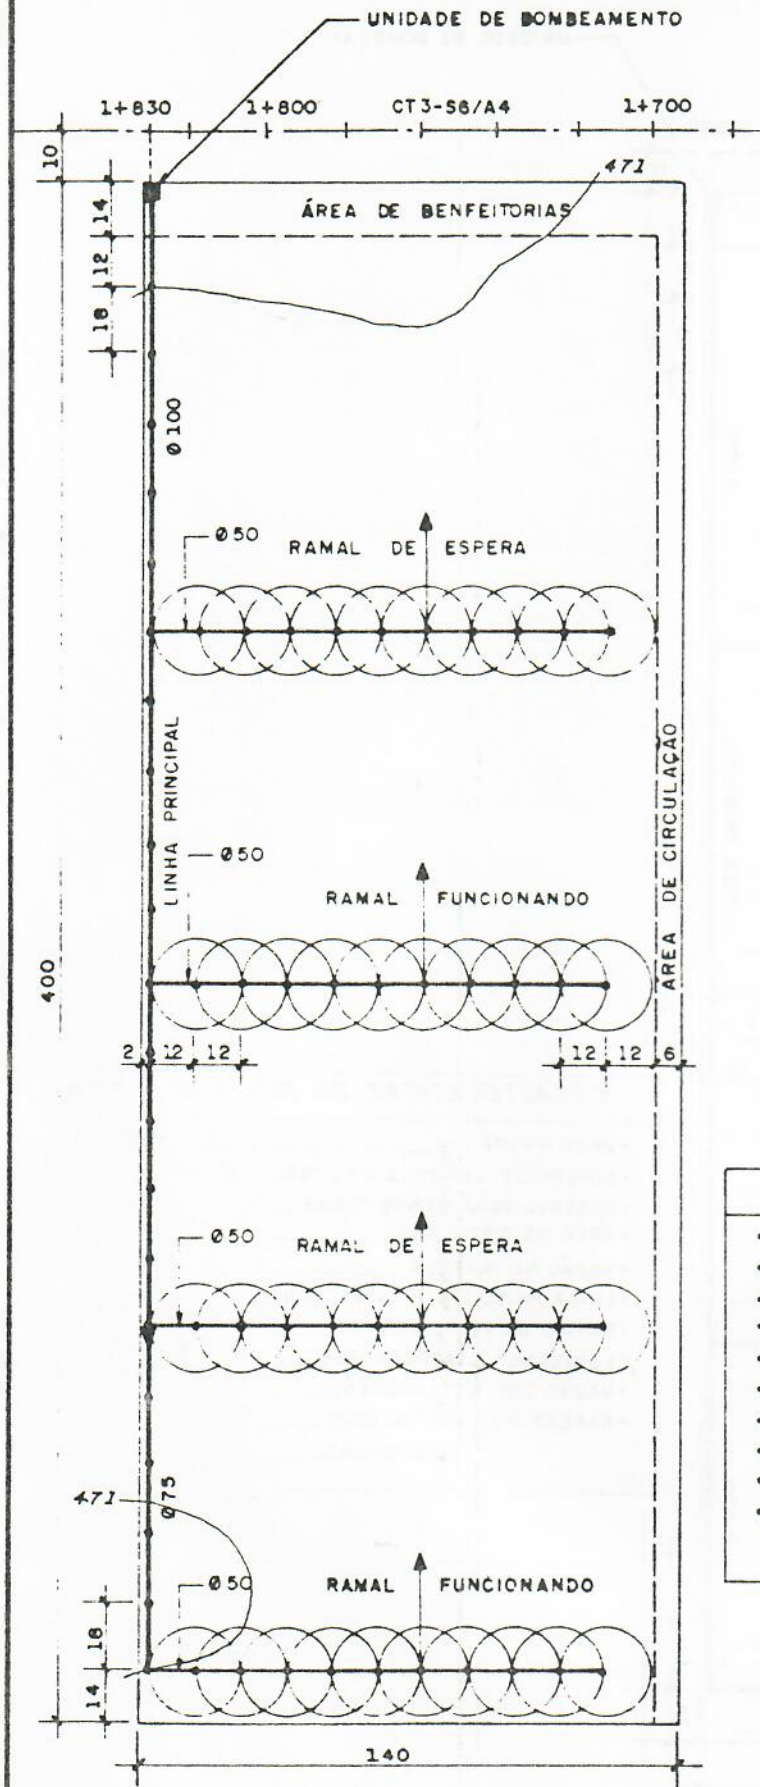 UNIDADE DE BOMBEAMENTO
1+830 1+800 CT3-S6/A4 1+700
10
471
14
ÁREA DE BENFEITORIAS
12
18
Ø100
Ø50
RAMAL DE ESPERA
LINHA PRINCIPAL
ÁREA DE CIRCULAÇÃO
Ø50
RAMAL FUNCIONANDO
400
2 12 12 12 12 6
Ø50
RAMAL DE ESPERA
471
Ø75
Ø50
RAMAL FUNCIONANDO
18
14
140